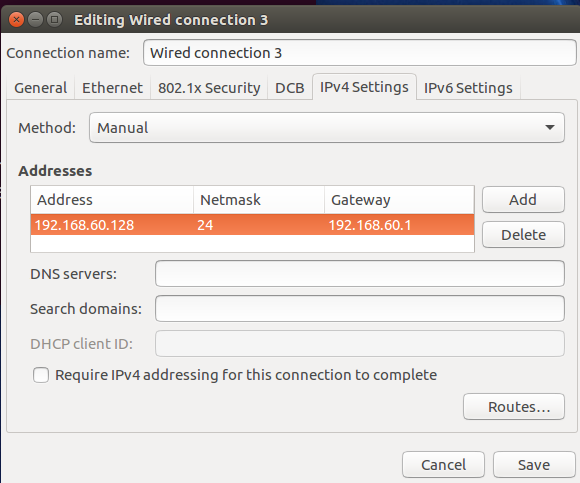 Editing Wired connection 3
Connection name: Wired connection 3
General Ethernet 802.1x Security DCB IPv4 Settings IPv6 Settings
Method: Manual
Addresses
Address Netmask Gateway Add
192.168.60.128 24 192.168.60.1
Delete
DNS servers:
Search domains:
DHCP client ID:
Require IPv4 addressing for this connection to complete
Routes...
Cancel Save